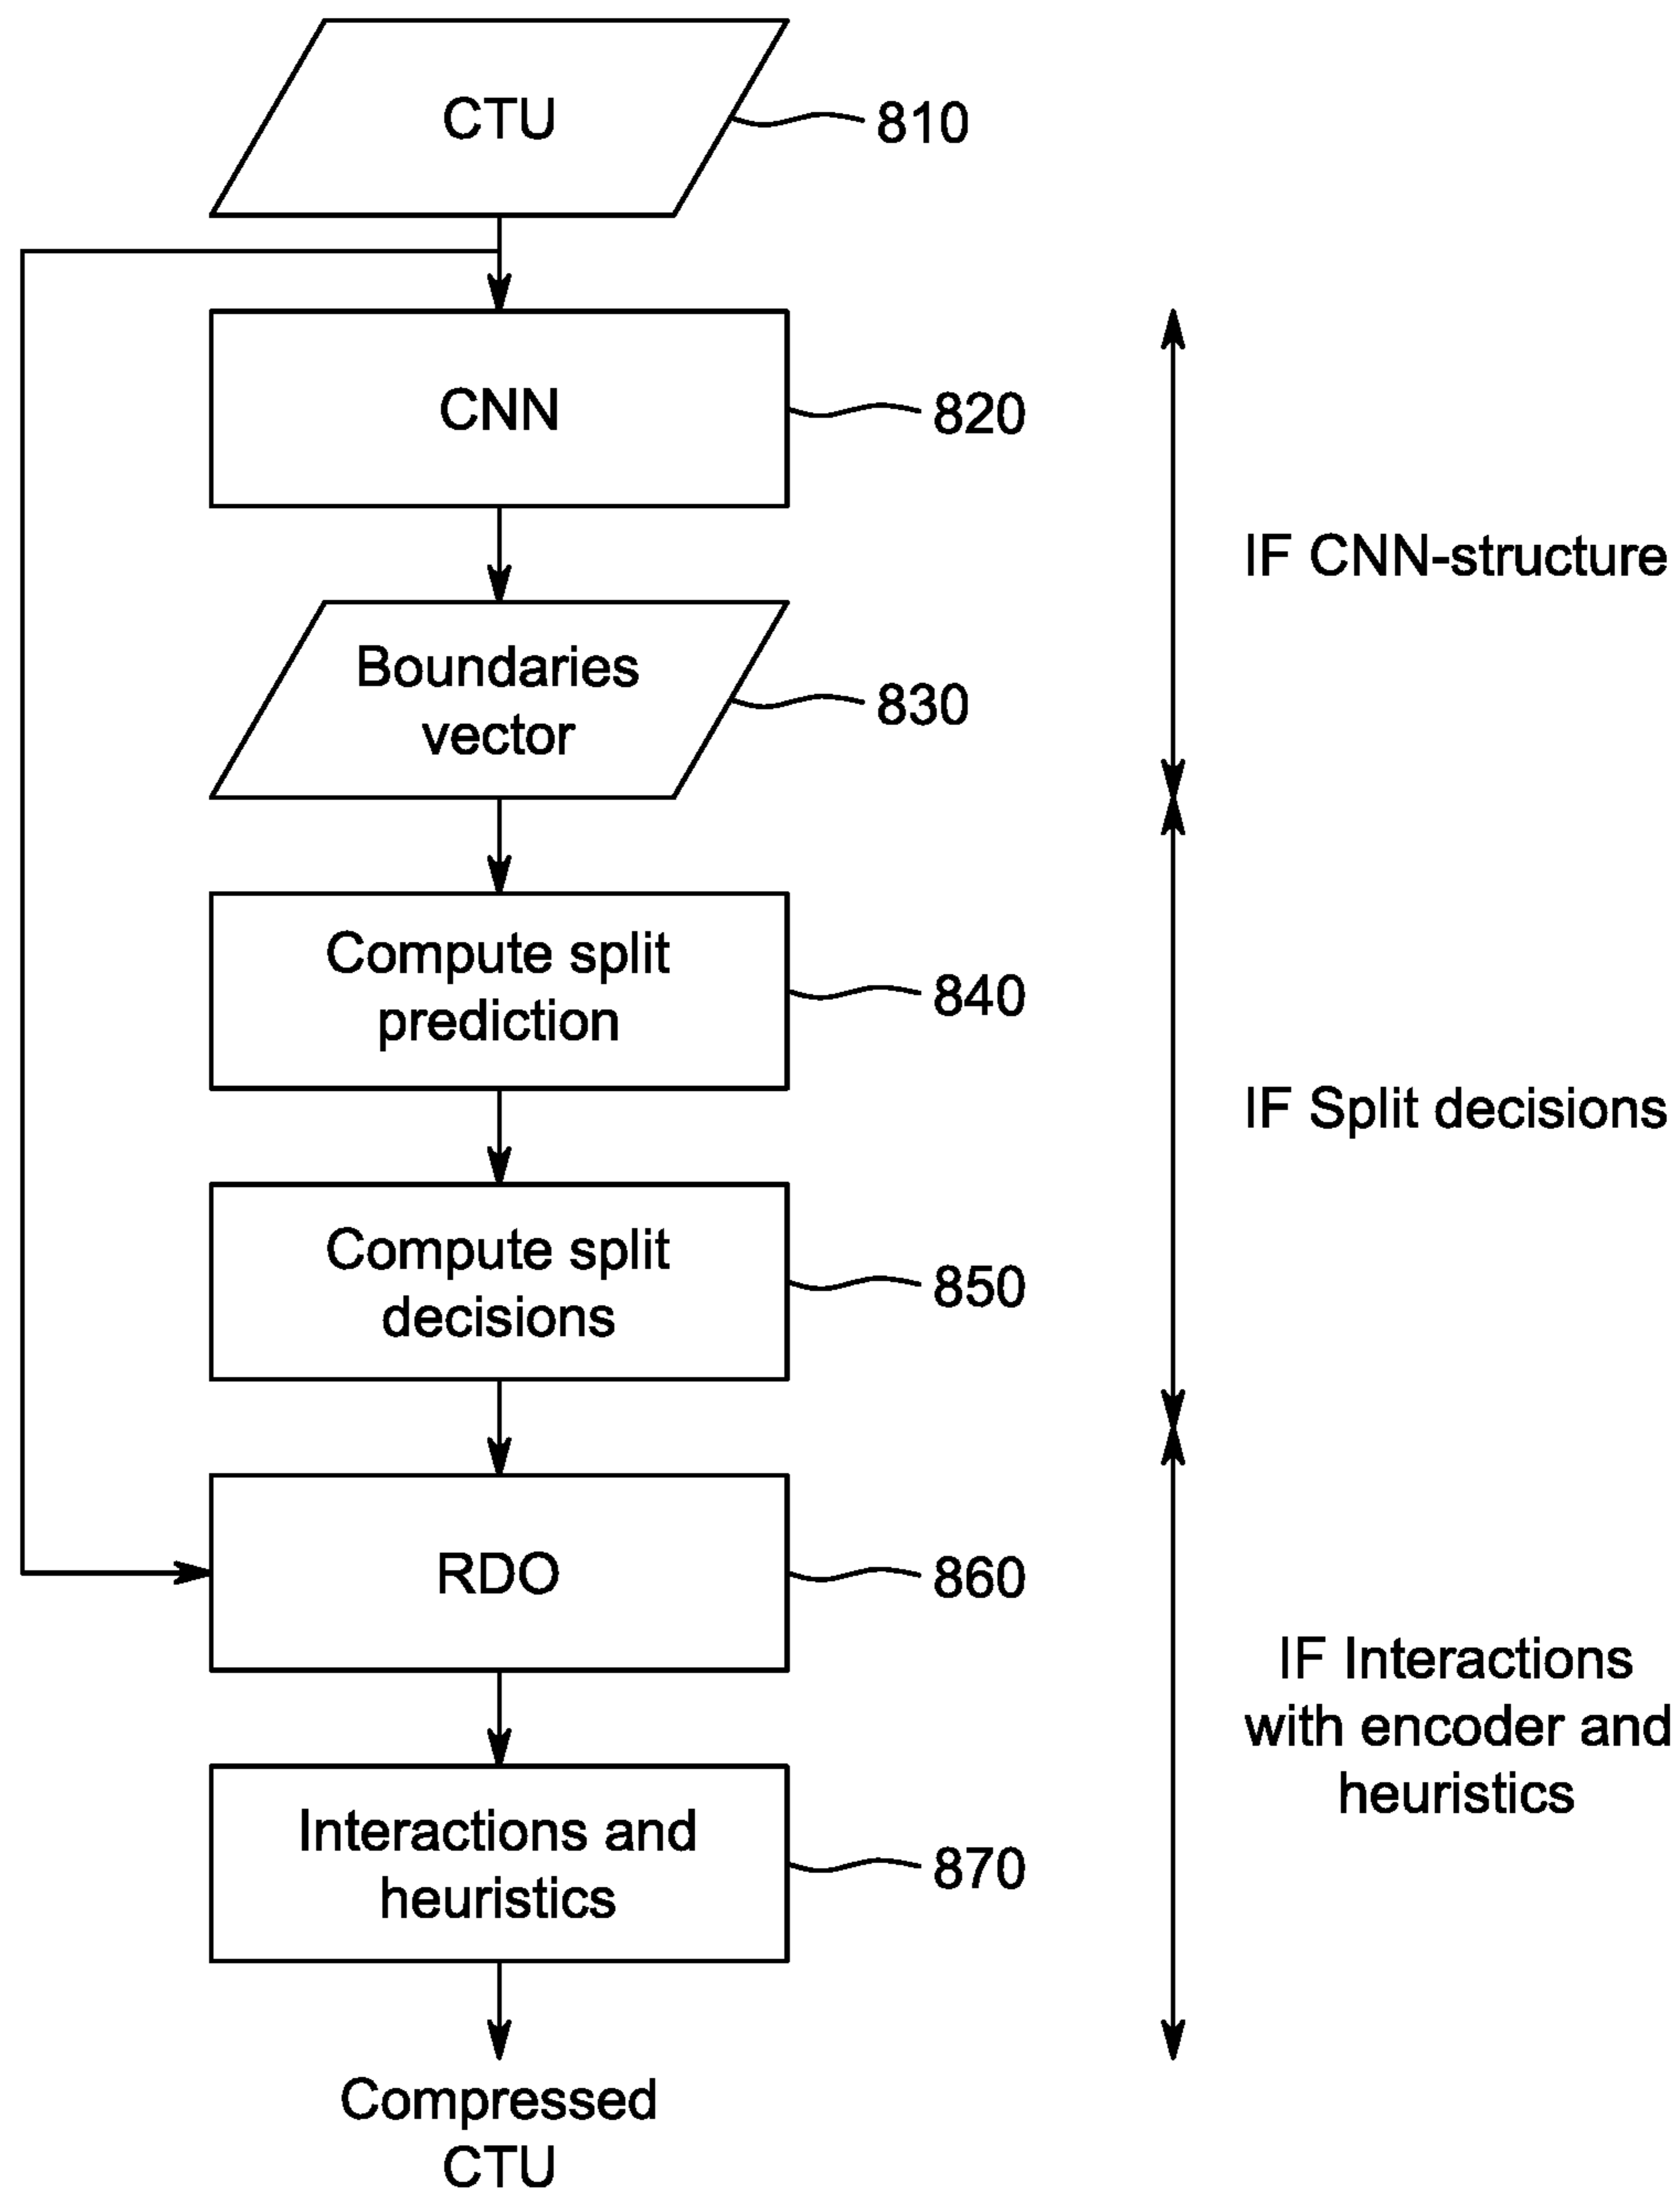 CTU
810
CNN
820
IF CNN-structure
Boundaries
vector
830
Compute split
prediction
840
IF Split decisions
Compute split
decisions
850
RDO
860
IF Interactions
with encoder and
heuristics
Interactions and
heuristics
870
Compressed
CTU